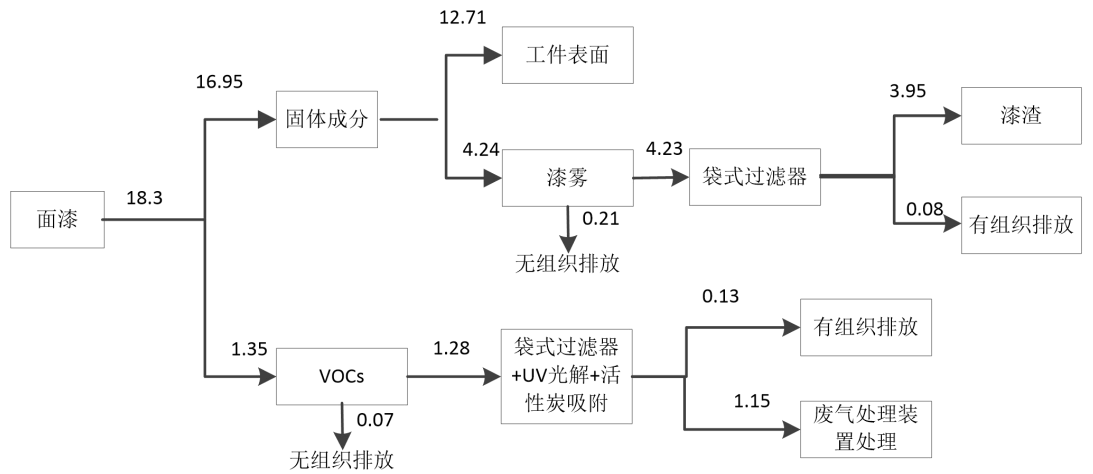 12.71
工件表面
16.95
固体成分
3.95
漆渣
4.24
漆雾
4.23
袋式过滤器
18.3
面漆
0.21
无组织排放
0.08
有组织排放
0.13
有组织排放
1.35
VOCs
1.28
袋式过滤器
+UV光解+活
性炭吸附
0.07
无组织排放
1.15
废气处理装
置处理